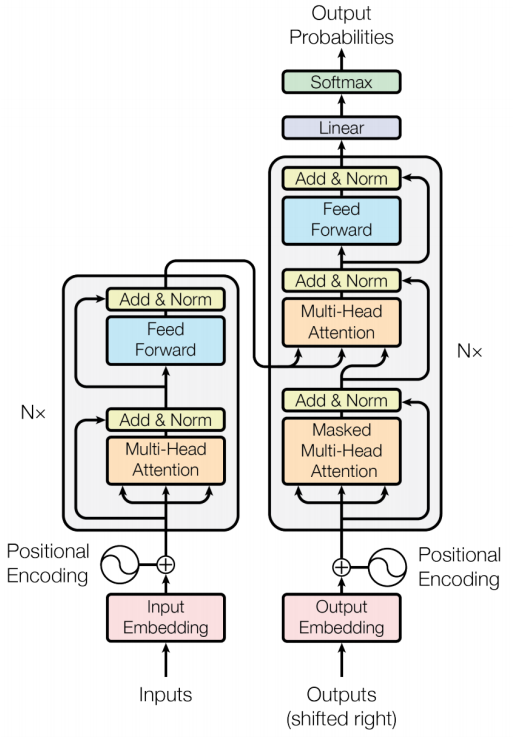 Output
Probabilities
Softmax
Linear
Add & Norm
Feed
Forward
Add & Norm
Multi-Head
Attention
Add & Norm
Masked
Multi-Head
Attention
N×
Add & Norm
Feed
Forward
Add & Norm
Multi-Head
Attention
N×
Positional
Encoding
Positional
Encoding
Input
Embedding
Output
Embedding
Inputs
Outputs
(shifted right)